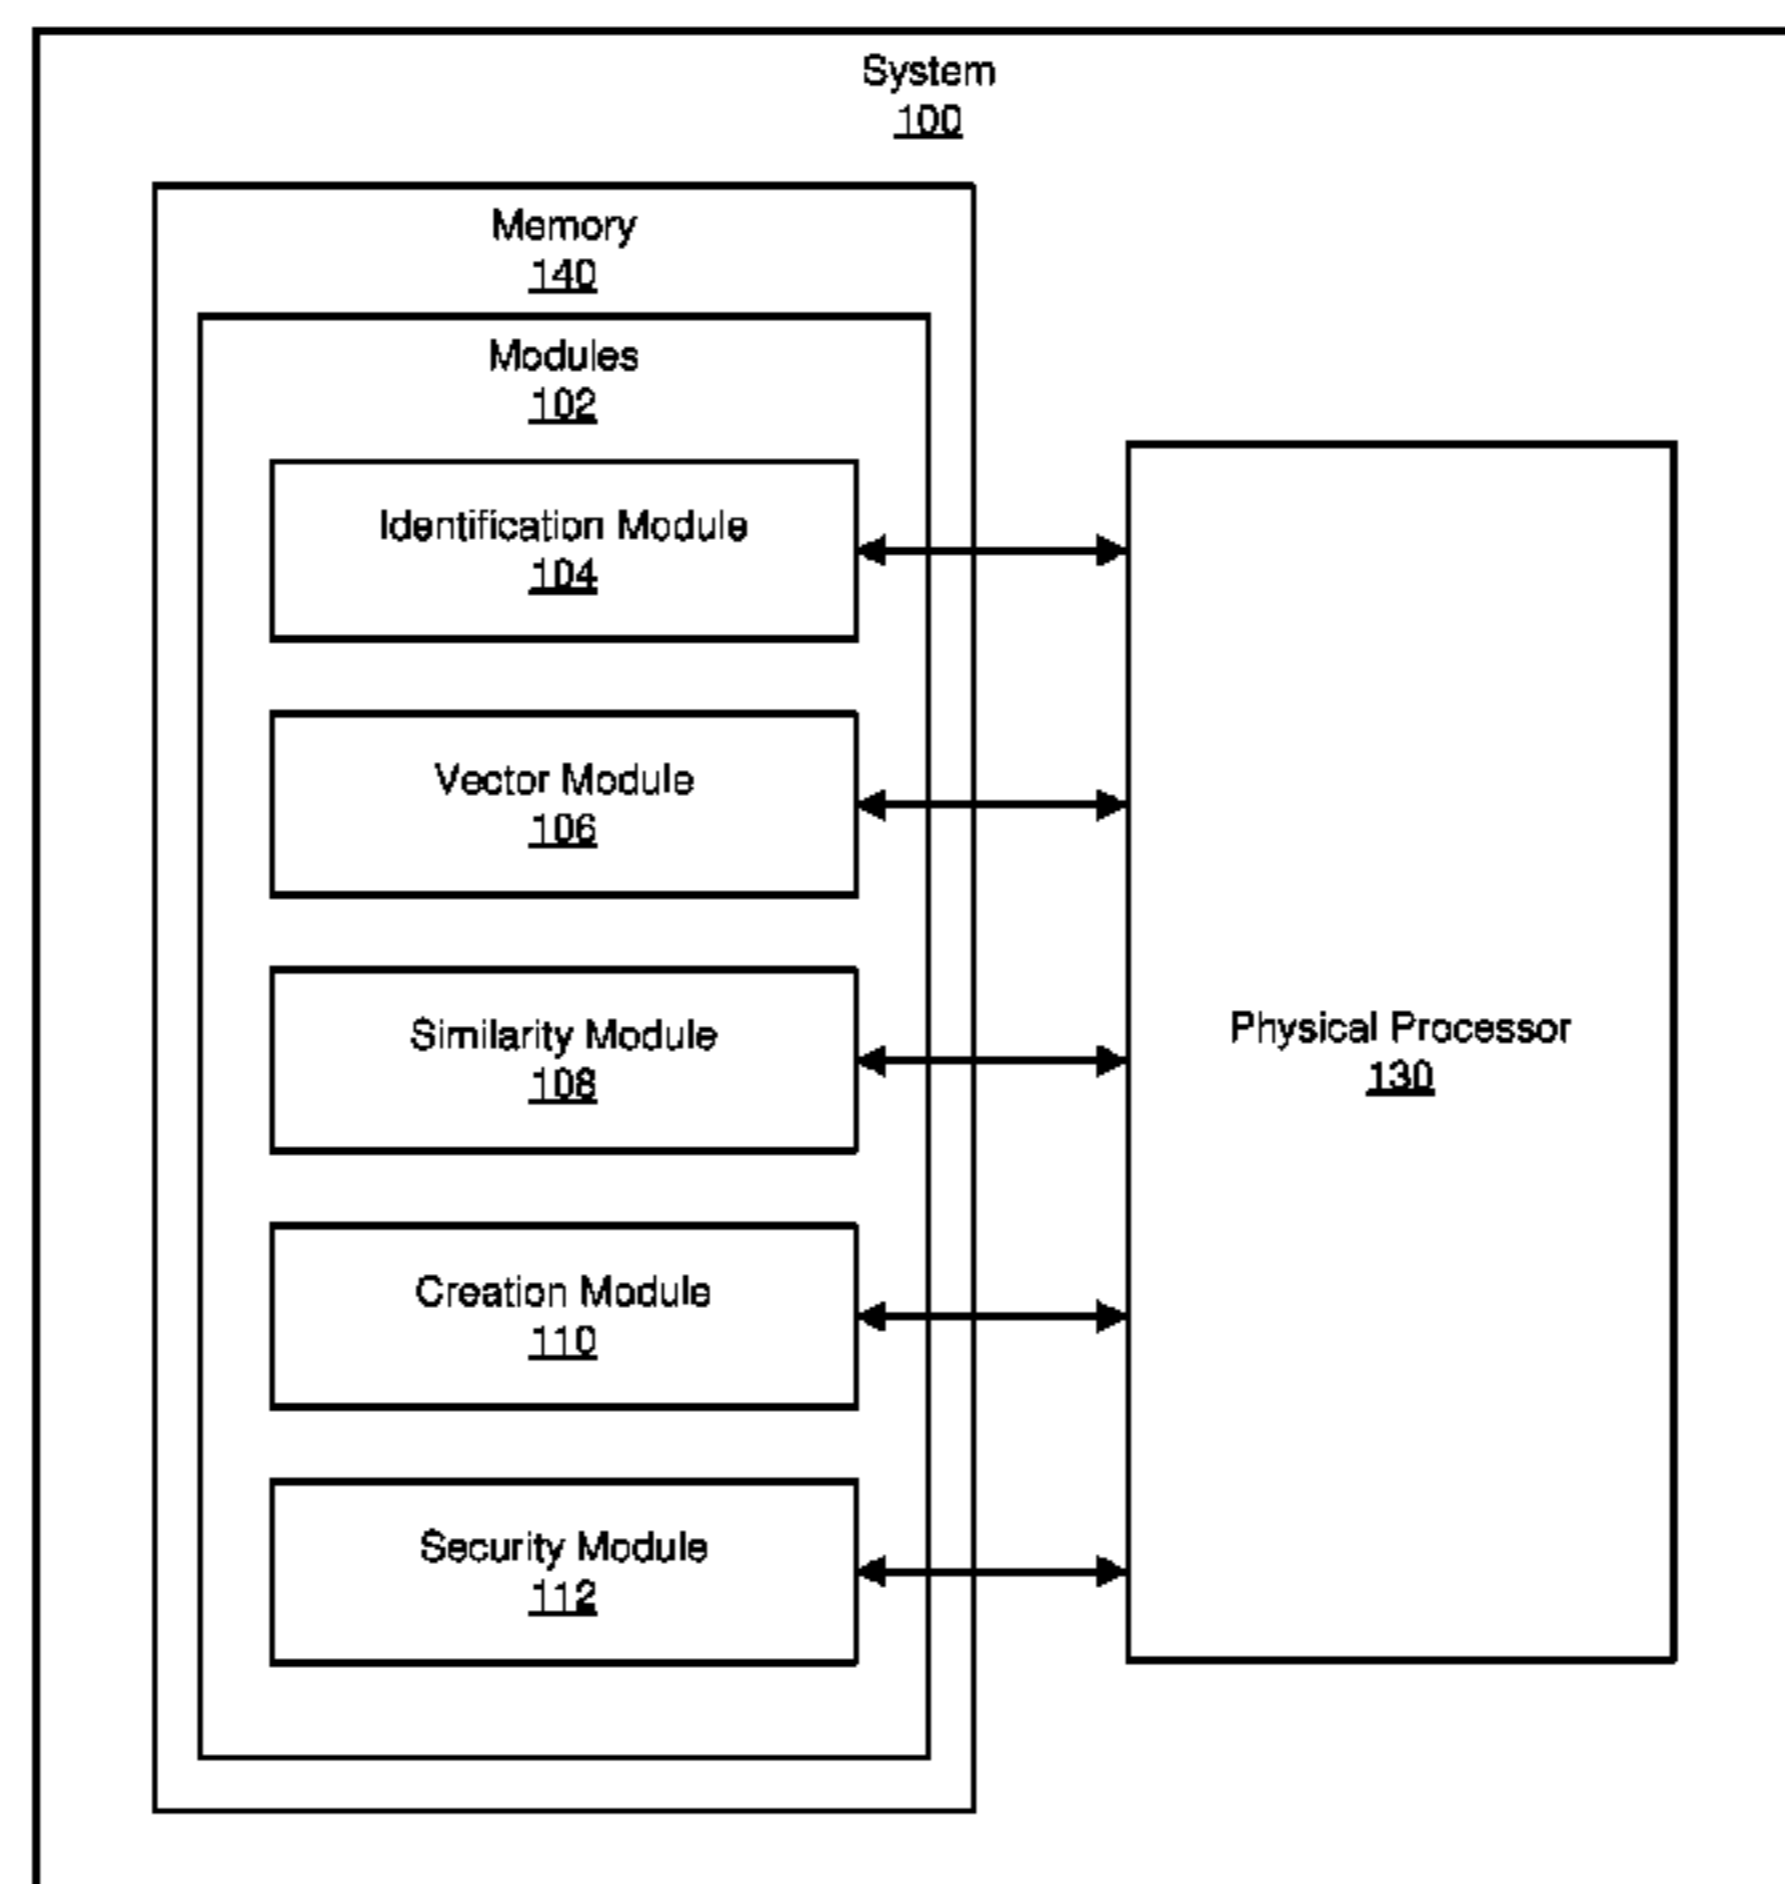 System
100
Memory
140
Modules
102
Identification Module
104
Vector Module
106
Similarity Module
108
Creation Module
110
Security Module
112
Physical Processor
130